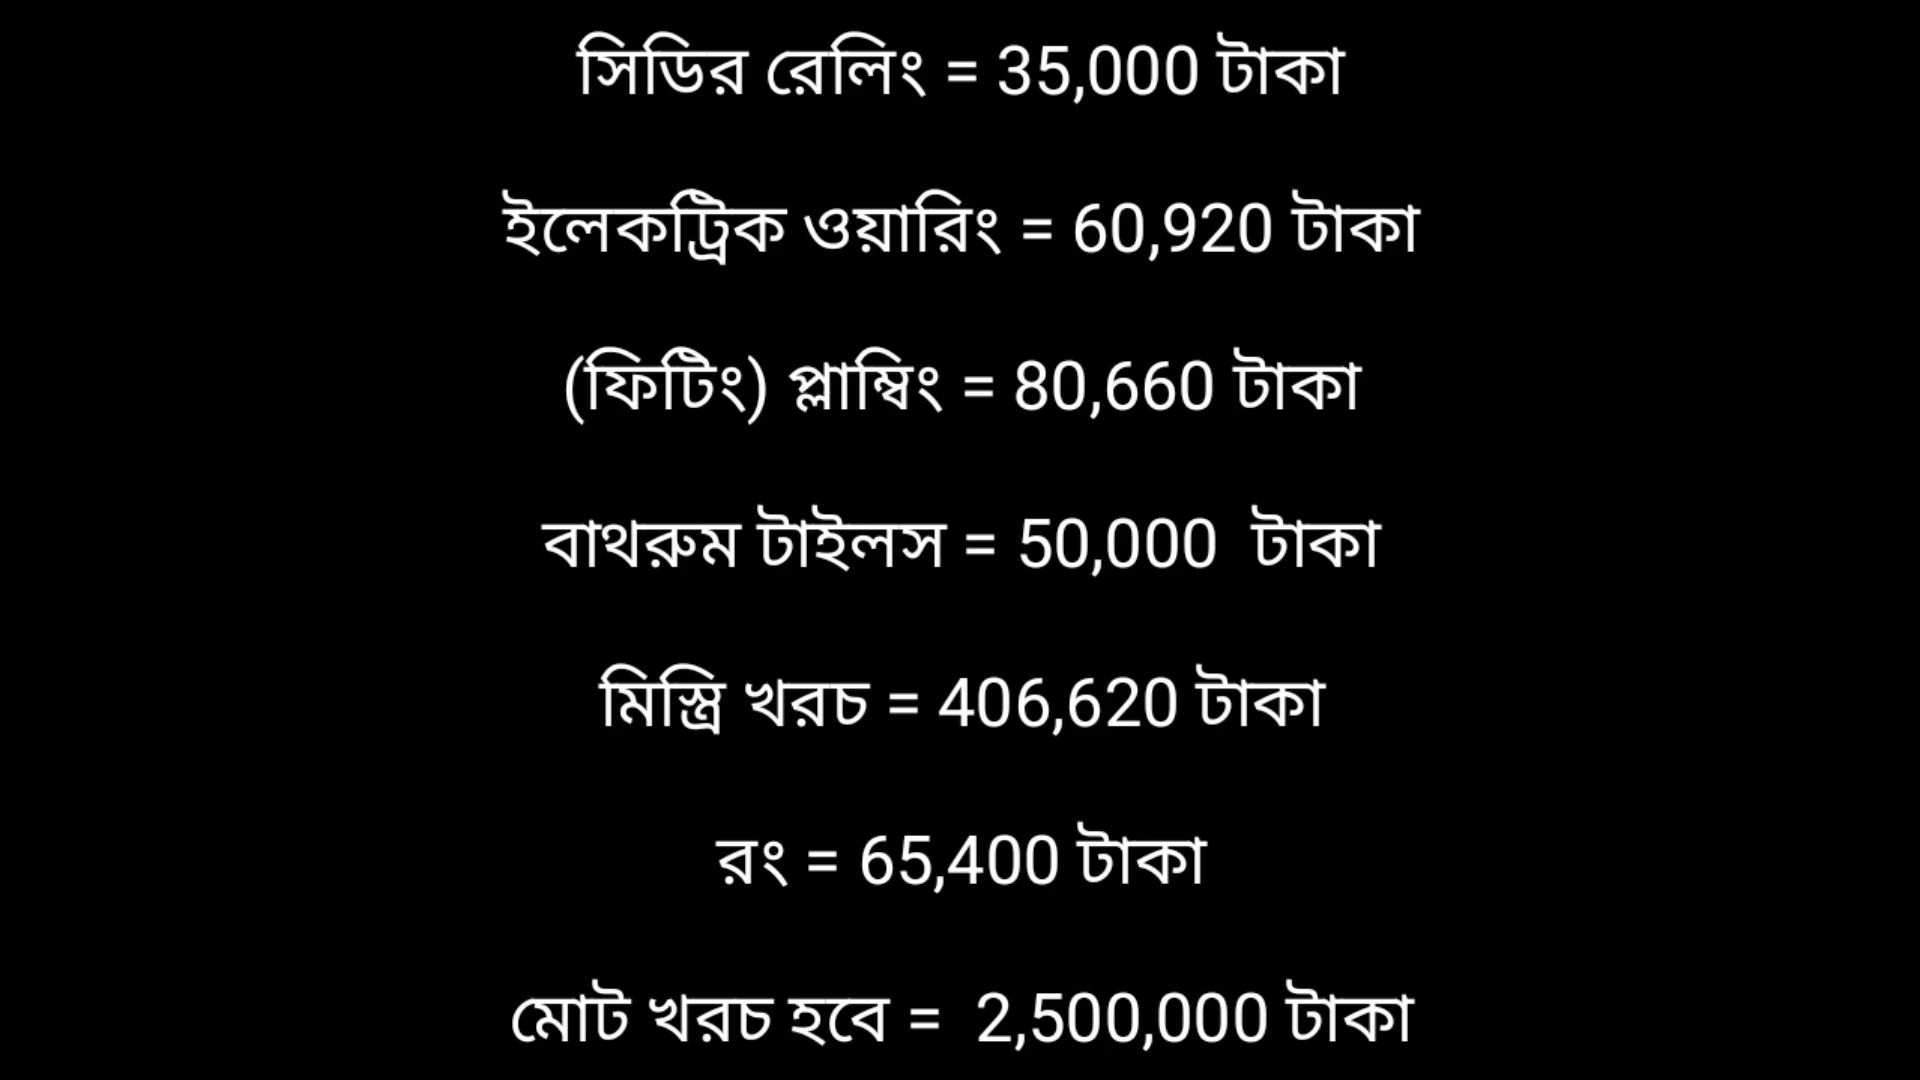 সিডির রেলিং = 35,000 টাকা
ইলেকট্রিক ওয়ারিং = 60,920 টাকা
(ফিটিং) প্লাম্বিং = 80,660 টাকা
বাথরুম টাইলস = 50,000 টাকা
মিস্ত্রি খরচ = 406,620 টাকা
রং = 65,400 টাকা
মোট খরচ হবে = 2,500,000 টাকা